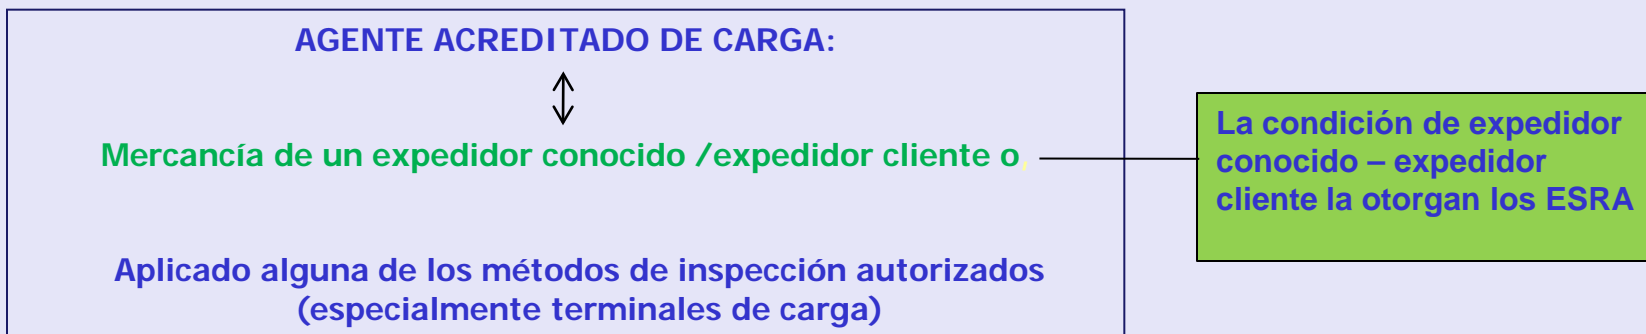 AGENTE ACREDITADO DE CARGA:
Mercancía de un expedidor conocido /expedidor cliente o,
La condición de expedidor
conocido – expedidor
cliente la otorgan los ESRA
Aplicado alguna de los métodos de inspección autorizados
(especialmente terminales de carga)